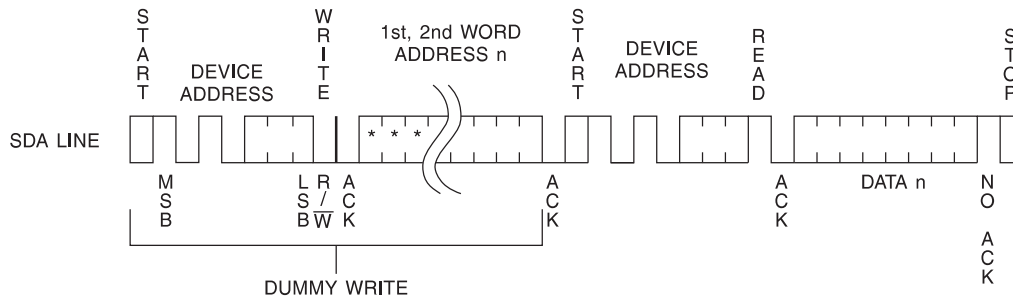 START
WRITE
1st, 2nd WORD
ADDRESS n
START
READ
STOP
DEVICE
ADDRESS
DEVICE
ADDRESS
SDA LINE
* * *
MSB
LSB
R/W
ACK
ACK
ACK
DATA n
NO ACK
DUMMY WRITE